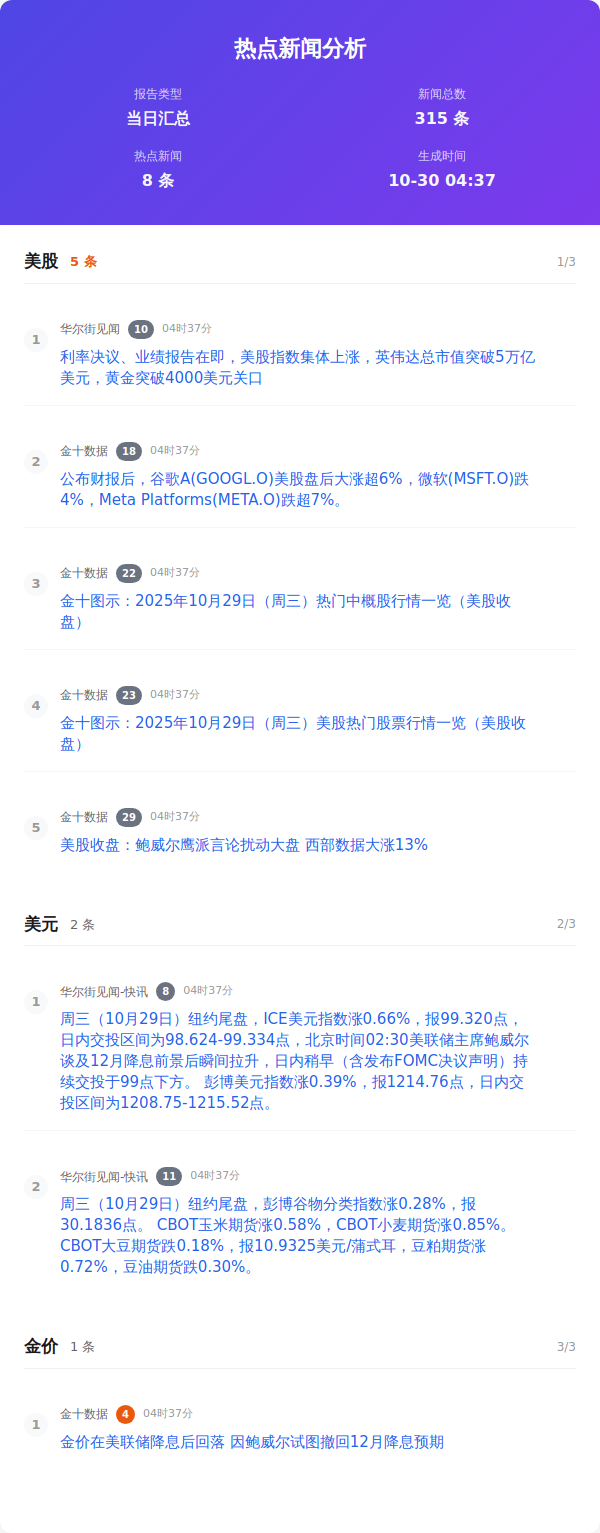 热点新闻分析
报告类型
当日汇总
新闻总数
315 条
热点新闻
8 条
生成时间
10-30 04:37
美股 5 条 1/3
1
华尔街见闻 10 04时37分
利率决议、业绩报告在即，美股指数集体上涨，英伟达总市值突破5万亿
美元，黄金突破4000美元关口
2
金十数据 18 04时37分
公布财报后，谷歌A(GOOGL.O)美股盘后大涨超6%，微软(MSFT.O)跌
4%，Meta Platforms(META.O)跌超7%。
3
金十数据 22 04时37分
金十图示：2025年10月29日（周三）热门中概股行情一览（美股收
盘）
4
金十数据 23 04时37分
金十图示：2025年10月29日（周三）美股热门股票行情一览（美股收
盘）
5
金十数据 29 04时37分
美股收盘：鲍威尔鹰派言论扰动大盘 西部数据大涨13%
美元 2 条 2/3
1
华尔街见闻-快讯 8 04时37分
周三（10月29日）纽约尾盘，ICE美元指数涨0.66%，报99.320点，
日内交投区间为98.624-99.334点，北京时间02:30美联储主席鲍威尔
谈及12月降息前景后瞬间拉升，日内稍早（含发布FOMC决议声明）持
续交投于99点下方。 彭博美元指数涨0.39%，报1214.76点，日内交
投区间为1208.75-1215.52点。
2
华尔街见闻-快讯 11 04时37分
周三（10月29日）纽约尾盘，彭博谷物分类指数涨0.28%，报
30.1836点。 CBOT玉米期货涨0.58%，CBOT小麦期货涨0.85%。
CBOT大豆期货跌0.18%，报10.9325美元/蒲式耳，豆粕期货涨
0.72%，豆油期货跌0.30%。
金价 1 条 3/3
1
金十数据 4 04时37分
金价在美联储降息后回落 因鲍威尔试图撤回12月降息预期